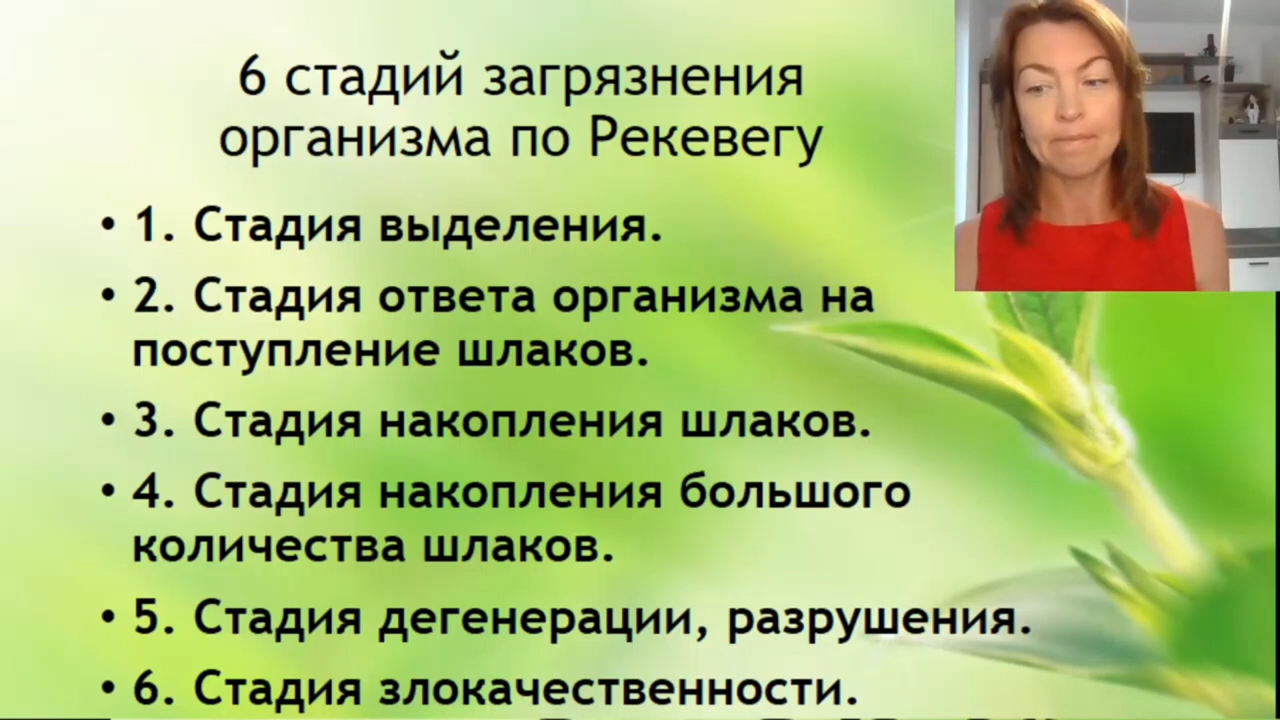 6 стадий загрязнения
организма по Рекевегу
• 1. Стадия выделения.
• 2. Стадия ответа организма на
поступление шлаков.
• 3. Стадия накопления шлаков.
• 4. Стадия накопления большого
количества шлаков.
• 5. Стадия дегенерации, разрушения.
• 6. Стадия злокачественности.